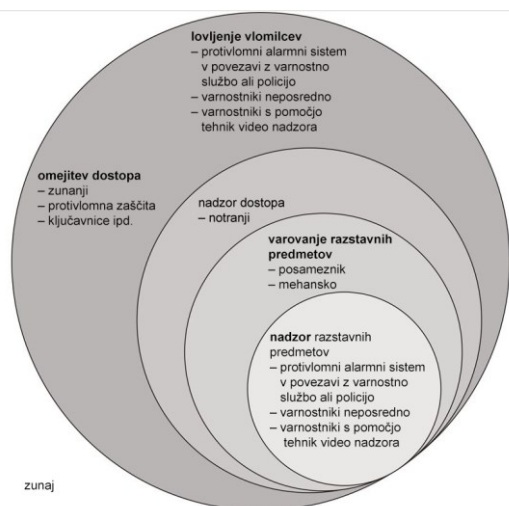 lovljenje vlomilcev
– protivlomni alarmni sistem
v povezavi z varnostno
službo ali policijo
– varnostniki neposredno
– varnostniki s pomočjo
tehnik video nadzora
omejitev dostopa
– zunanji
– protivlomna zaščita
– ključavnice ipd.
nadzor dostopa
– notranji
varovanje razstavnih
predmetov
– posameznik
– mehansko
nadzor razstavnih
predmetov
– protivlomni alarmni sistem
v povezavi z varnostno
službo ali policijo
– varnostniki neposredno
– varnostniki s pomočjo
tehnik video nadzora
zunaj